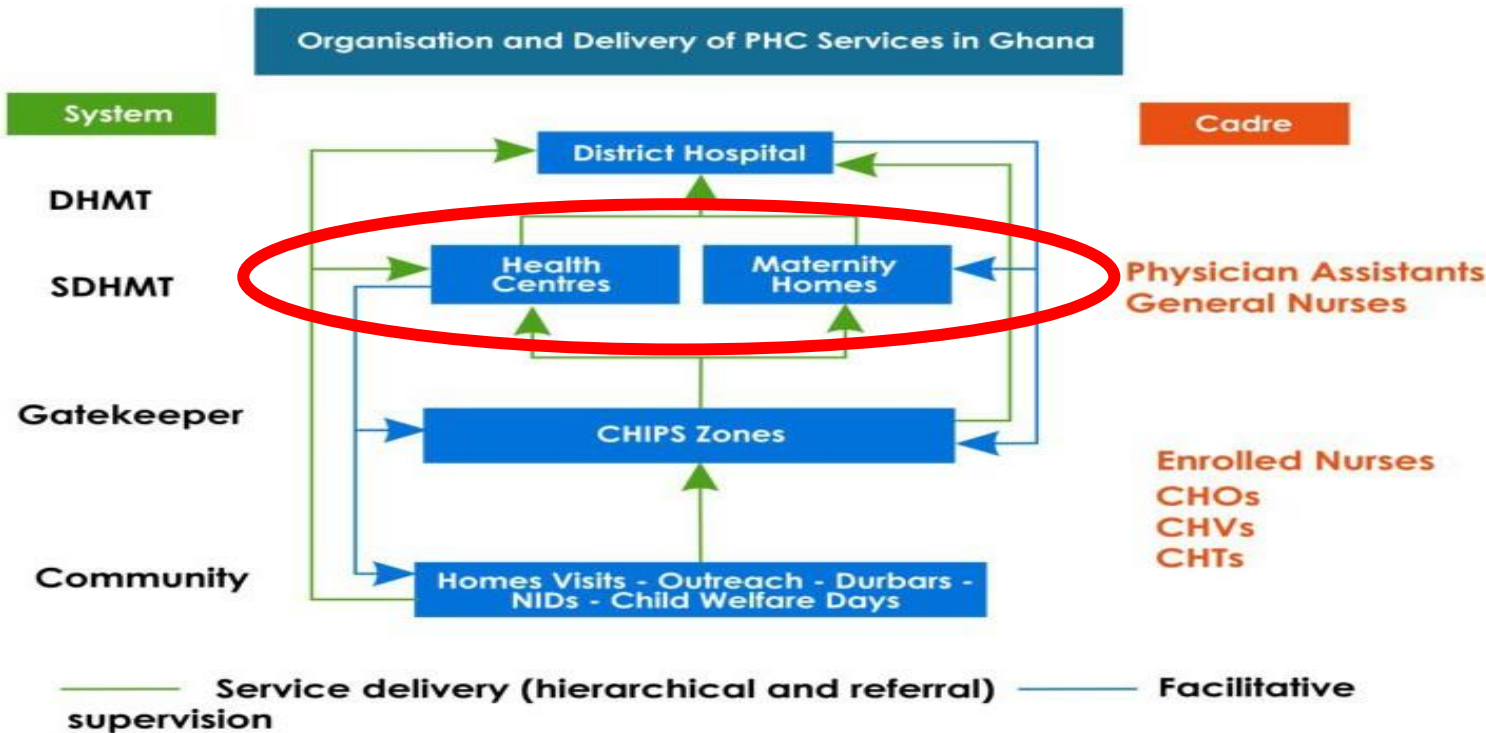 Organisation and Delivery of PHC Services in Ghana
System
Cadre
District Hospital
DHMT
Health
Centres
Maternity
Homes
SDHMT
Physician Assistants
General Nurses
Gatekeeper
CHIPS Zones
Enrolled Nurses
CHOs
CHVs
CHTs
Community
Homes Visits - Outreach - Durbars -
NIDs - Child Welfare Days
Service delivery (hierarchical and referral)
Facilitative
supervision